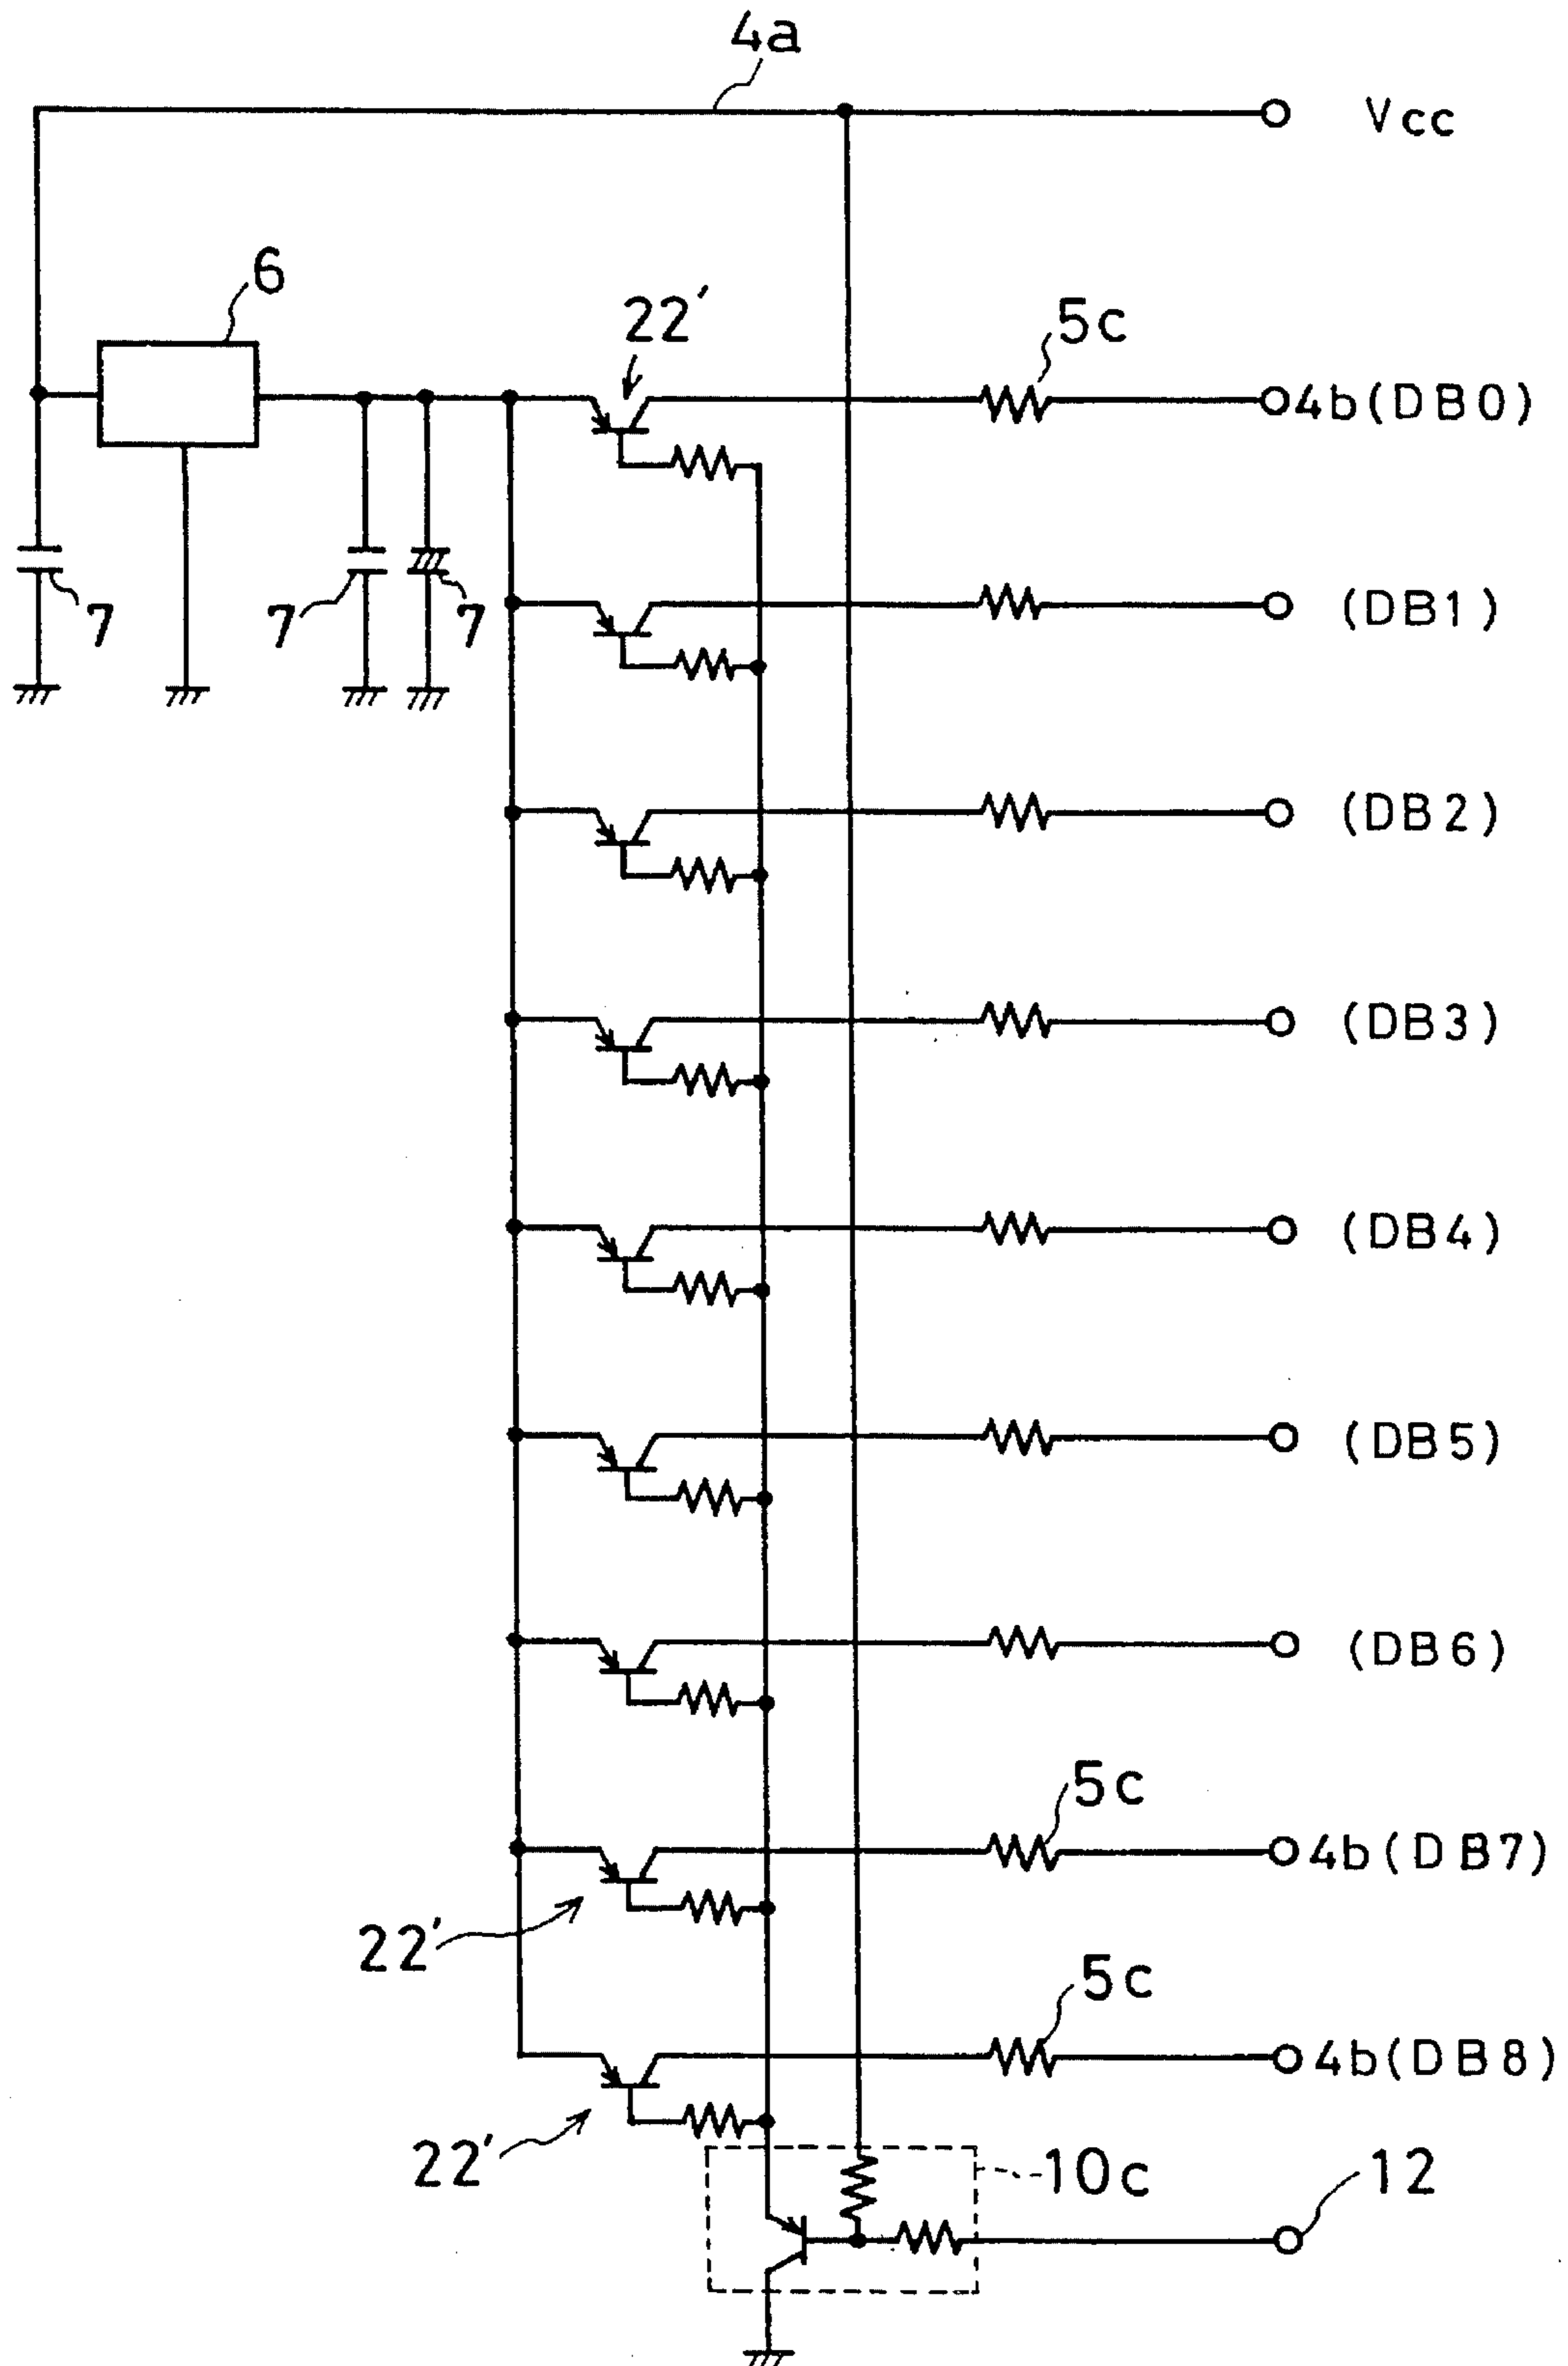 4a
Vcc
6
22'
5c
4b(DB0)
7
7
7
(DB1)
(DB2)
(DB3)
(DB4)
(DB5)
(DB6)
5c
4b(DB7)
22'
5c
4b(DB8)
22'
10c
12